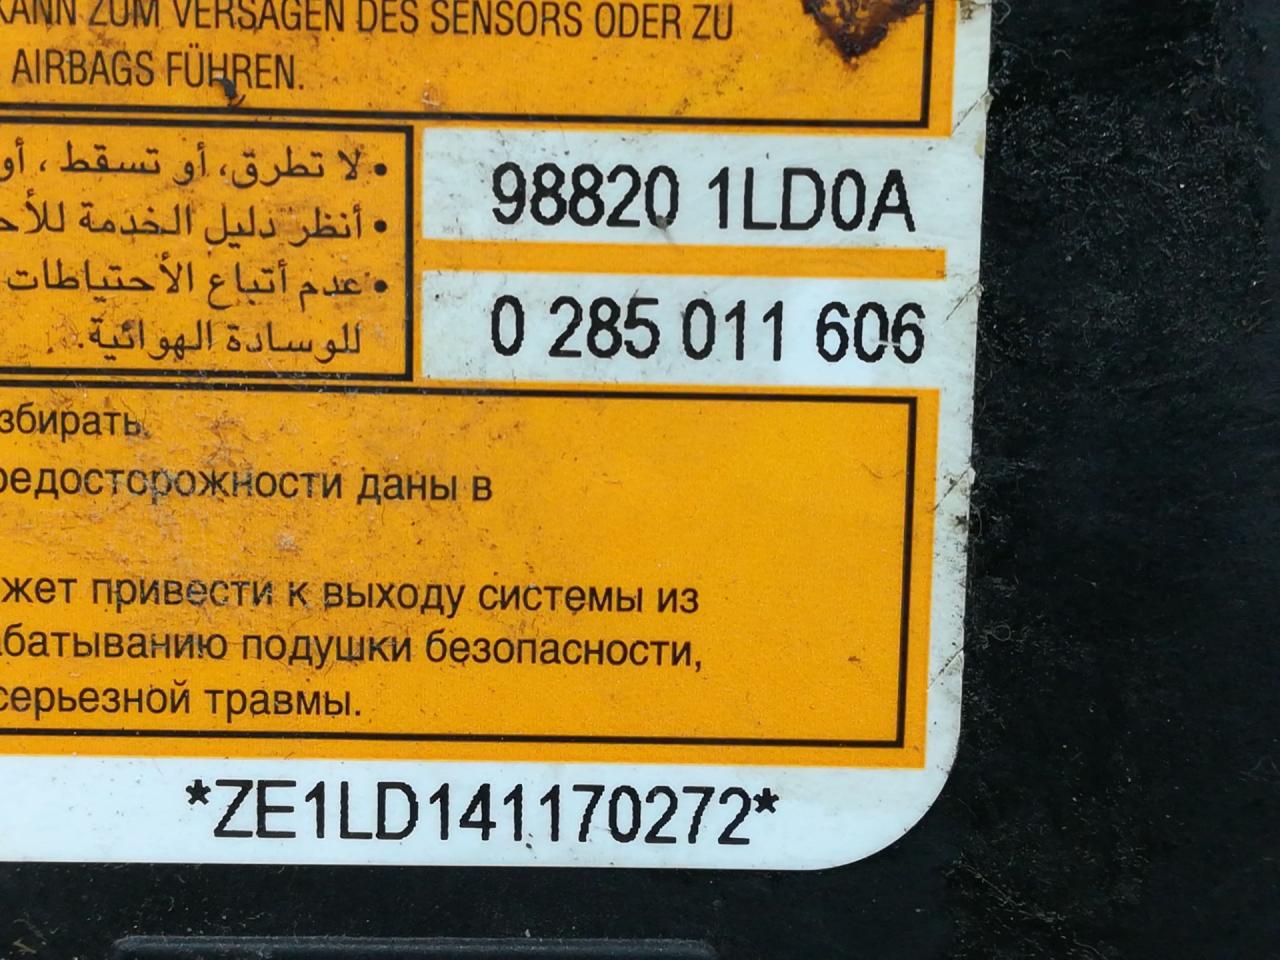 KANN ZUM VERSAGEN DES SENSORS ODER ZU
AIRBAGS FÜHREN.
• لا تطرق، أو تسقط ، أو
• أنظر دليل الخدمة للأح
• عدم أتباع الأحتياطات
للوسادة الهوائية.
98820 1LD0A
0 285 011 606
збирать.
редосторожности даны в
жет привести к выходу системы из
абатыванию подушки безопасности,
серьезной травмы.
*ZE1LD141170272*